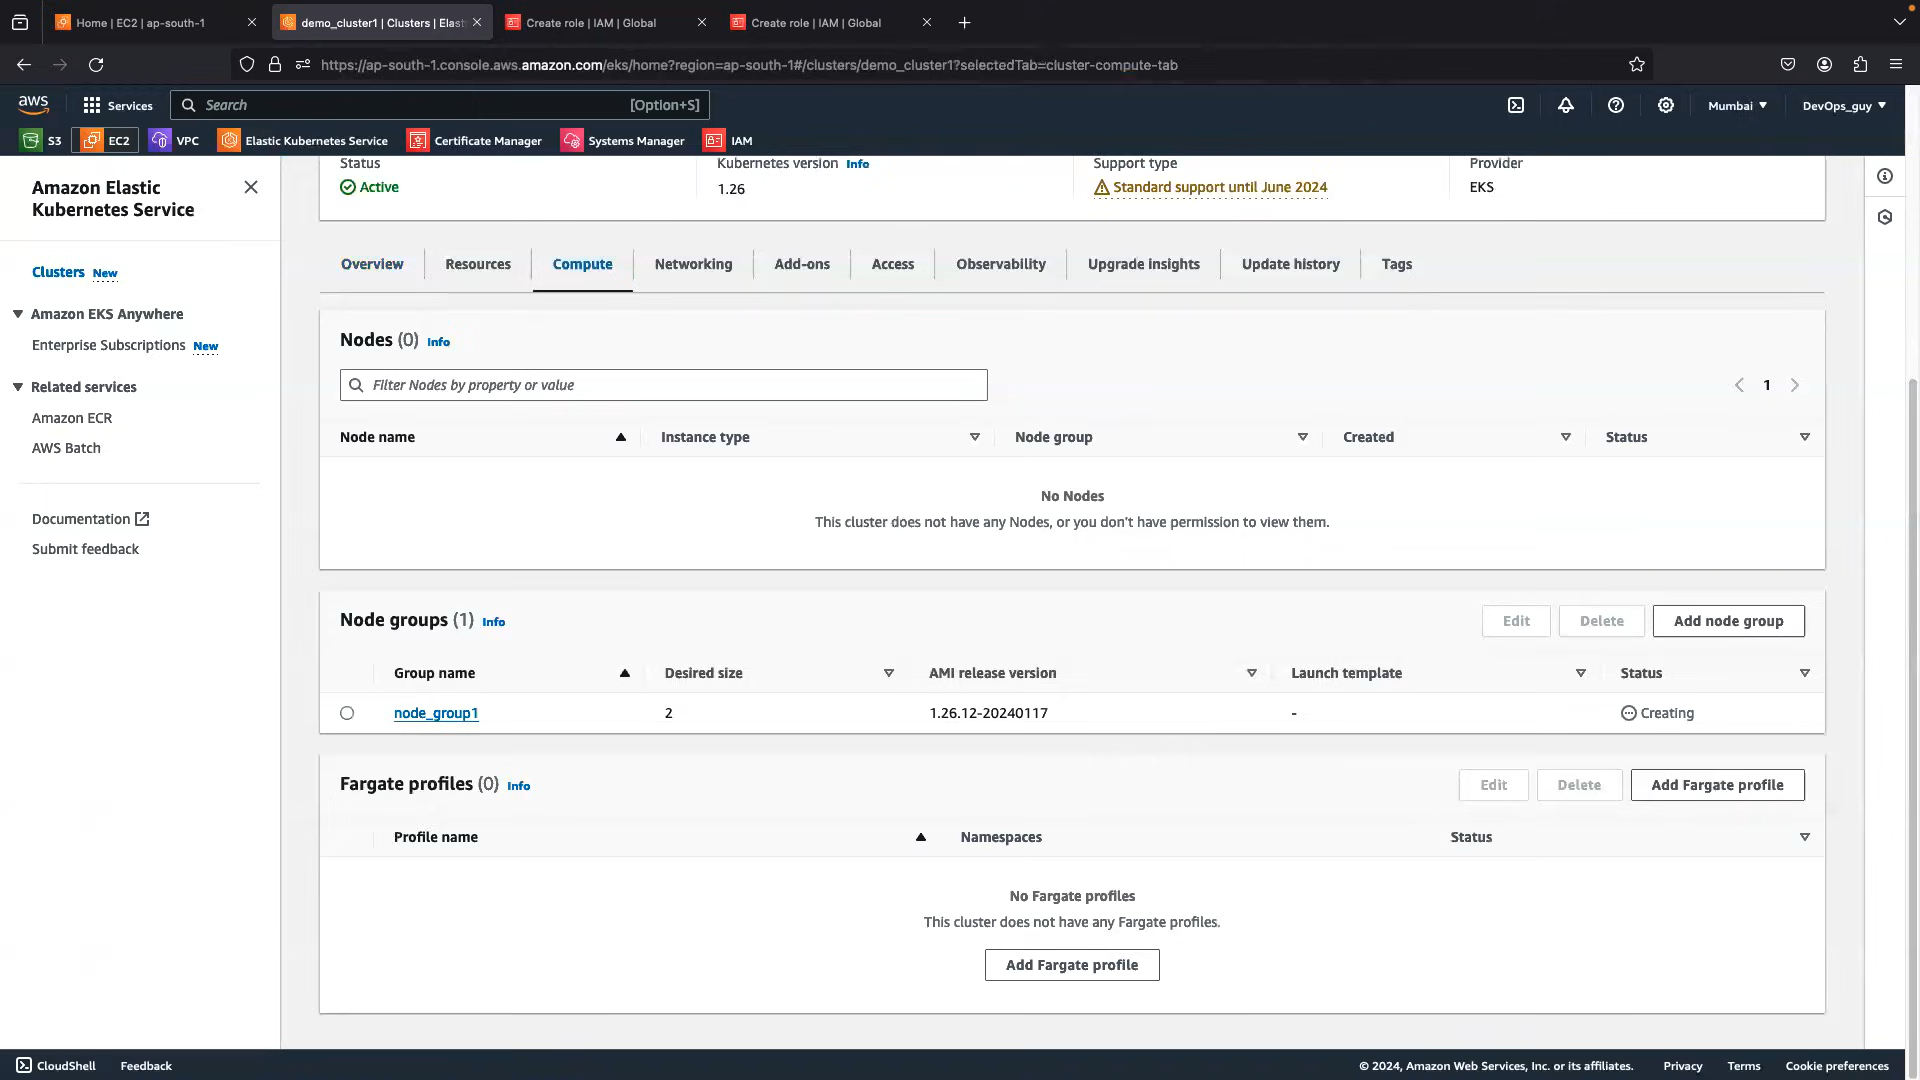 Home | EC2 | ap-south-1
demo_cluster1 | Clusters | Elast
Create role | IAM | Global
Create role | IAM | Global
https://ap-south-1.console.aws.amazon.com/eks/home?region=ap-south-1#/clusters/demo_cluster1?selectedTab=cluster-compute-tab
aws
Services
Search
[Option+S]
Mumbai
DevOps_guy
S3
EC2
VPC
Elastic Kubernetes Service
Certificate Manager
Systems Manager
IAM
Amazon Elastic
Kubernetes Service
Clusters New
Amazon EKS Anywhere
Enterprise Subscriptions New
Related services
Amazon ECR
AWS Batch
Documentation
Submit feedback
Status
Active
Kubernetes version Info
1.26
Support type
Standard support until June 2024
Provider
EKS
Overview
Resources
Compute
Networking
Add-ons
Access
Observability
Upgrade insights
Update history
Tags
Nodes (0) Info
Filter Nodes by property or value
1
Node name
Instance type
Node group
Created
Status
No Nodes
This cluster does not have any Nodes, or you don't have permission to view them.
Node groups (1) Info
Edit
Delete
Add node group
Group name
Desired size
AMI release version
Launch template
Status
node_group1
2
1.26.12-20240117
-
Creating
Fargate profiles (0) Info
Edit
Delete
Add Fargate profile
Profile name
Namespaces
Status
No Fargate profiles
This cluster does not have any Fargate profiles.
Add Fargate profile
CloudShell
Feedback
© 2024, Amazon Web Services, Inc. or its affiliates.
Privacy
Terms
Cookie preferences